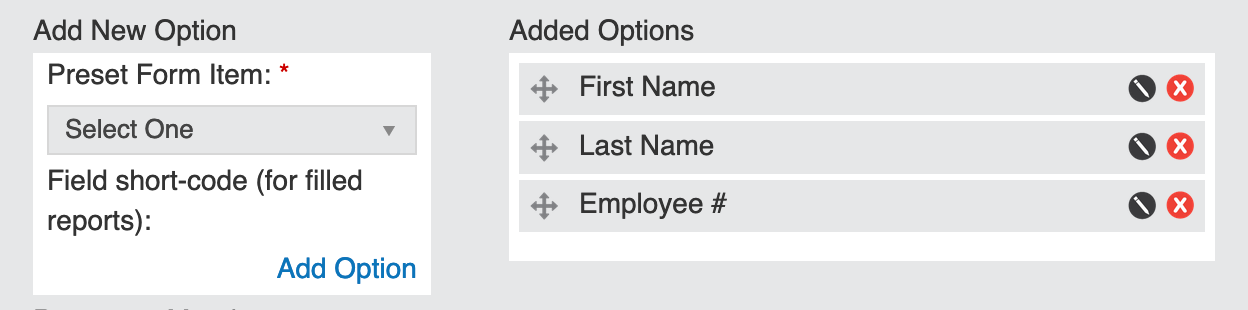 Add New Option
Preset Form Item: *
Select One
Field short-code (for filled
reports):
Add Option
Added Options
First Name
Last Name
Employee #